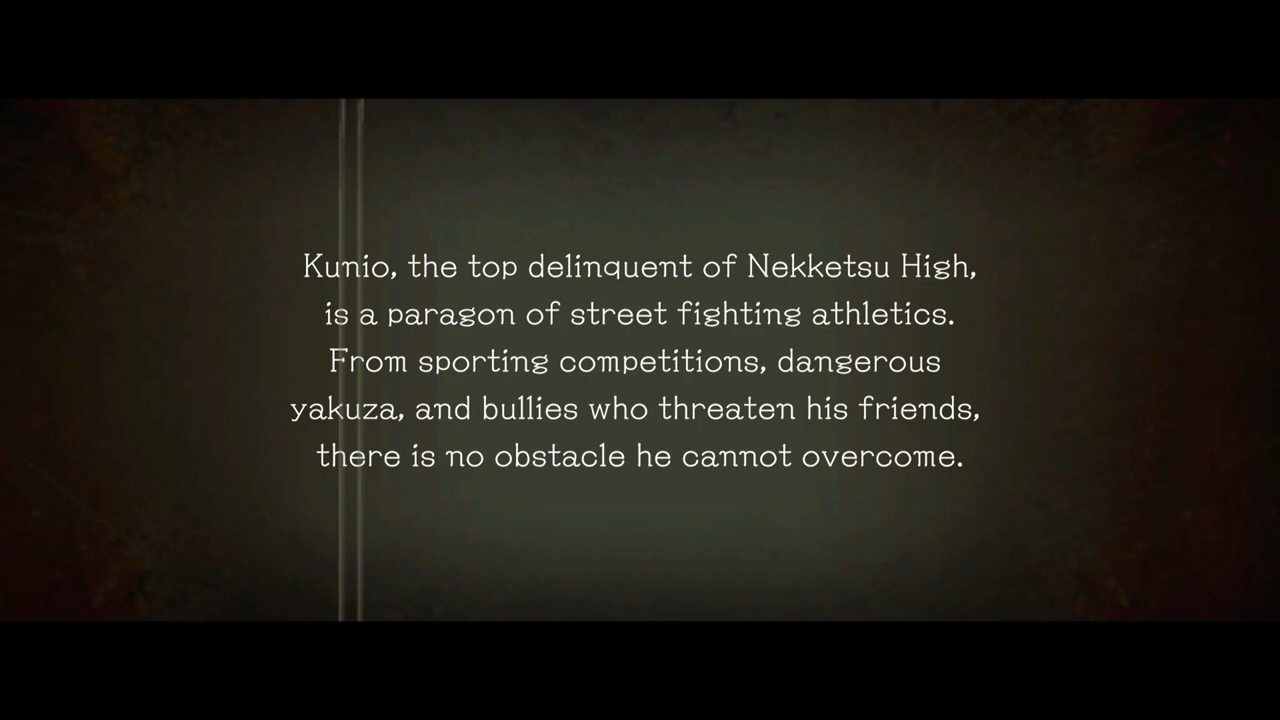 Kunio, the top delinquent of Nekketsu High,
is a paragon of street fighting athletics.
From sporting competitions, dangerous
yakuza, and bullies who threaten his friends,
there is no obstacle he cannot overcome.